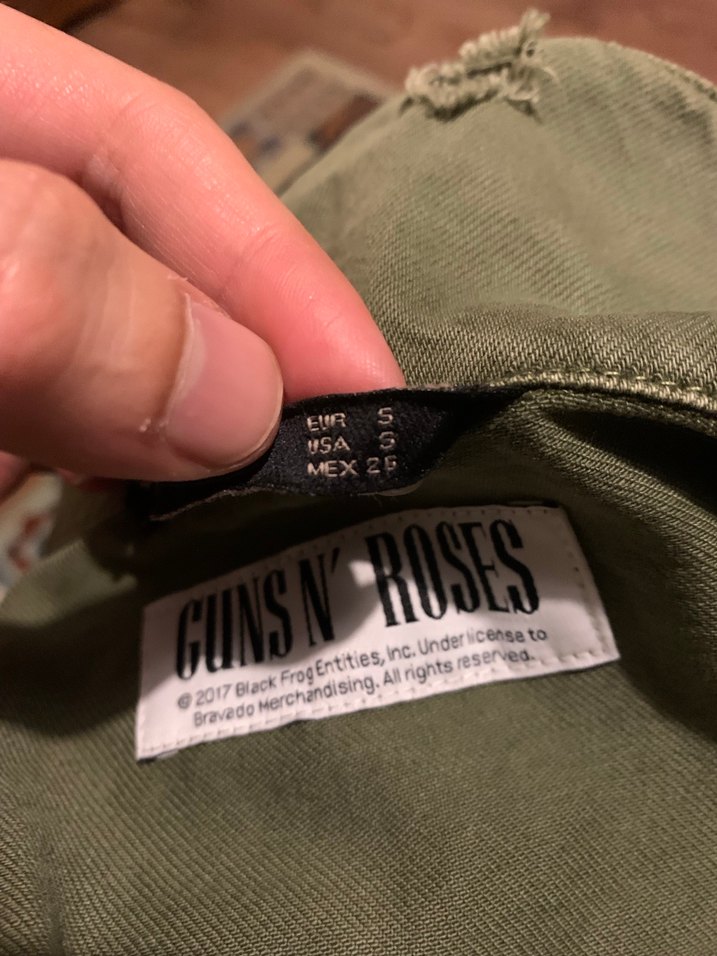 EUR S
USA S
MEX 26
GUNS N' ROSES
© 2017 Black Frog Entities, Inc. Under license to
Bravado Merchandising. All rights reserved.